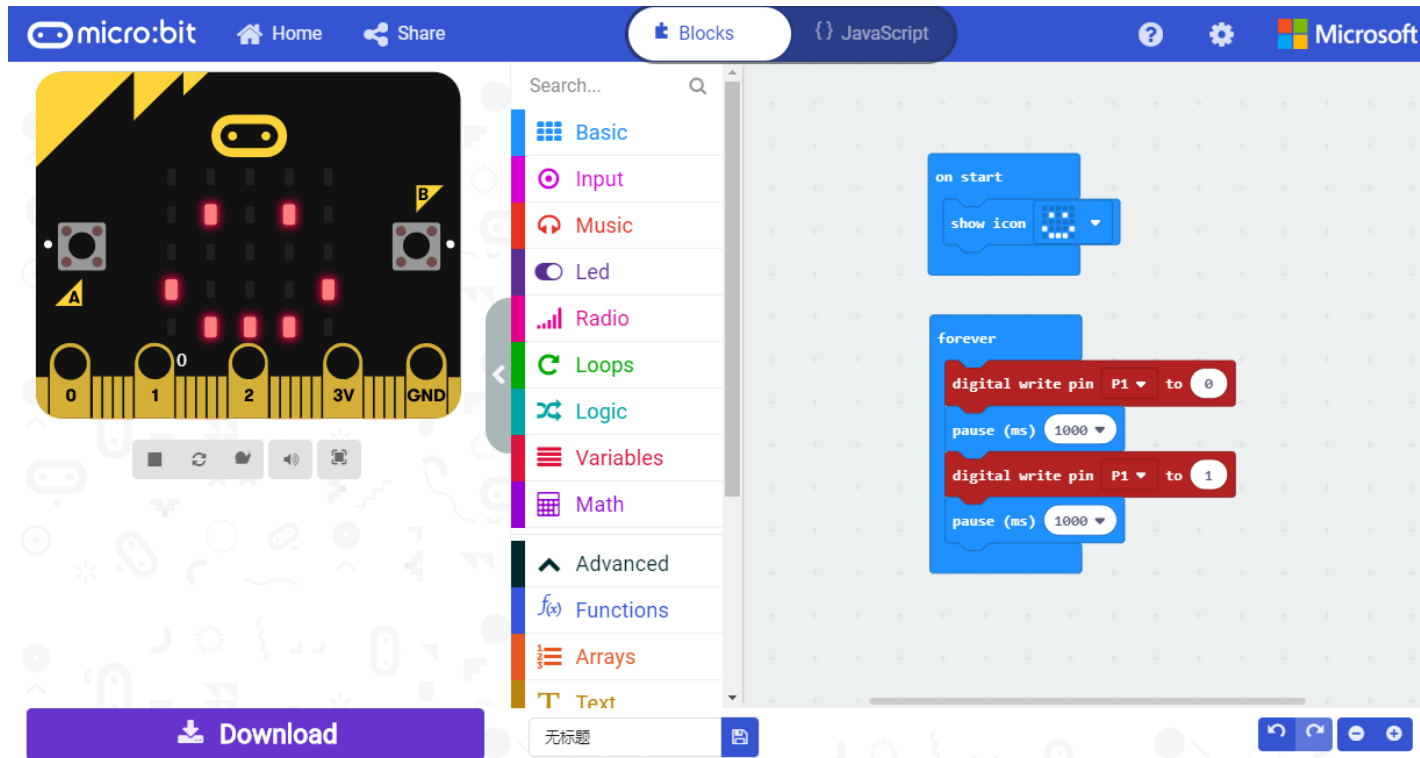 micro:bit Home Share Blocks {} JavaScript ? Microsoft
B
A
0
0 1 2 3V GND
Download
Search...
Basic
Input
Music
Led
Radio
Loops
Logic
Variables
Math
Advanced
f(x) Functions
Arrays
T Text
无标题
on start
show icon
forever
digital write pin P1 to 0
pause (ms) 1000
digital write pin P1 to 1
pause (ms) 1000